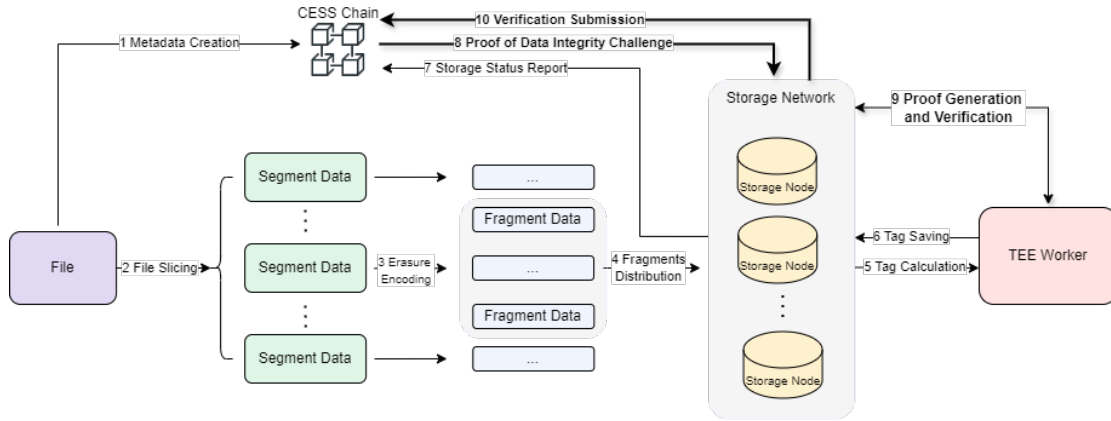 CESS Chain
10 Verification Submission
1 Metadata Creation
8 Proof of Data Integrity Challenge
7 Storage Status Report
Storage Network
9 Proof Generation
and Verification
Segment Data
...
Storage Node
Fragment Data
File
2 File Slicing
Segment Data
3 Erasure
Encoding
...
4 Fragments
Distribution
Storage Node
6 Tag Saving
5 Tag Calculation
TEE Worker
Fragment Data
Segment Data
...
Storage Node